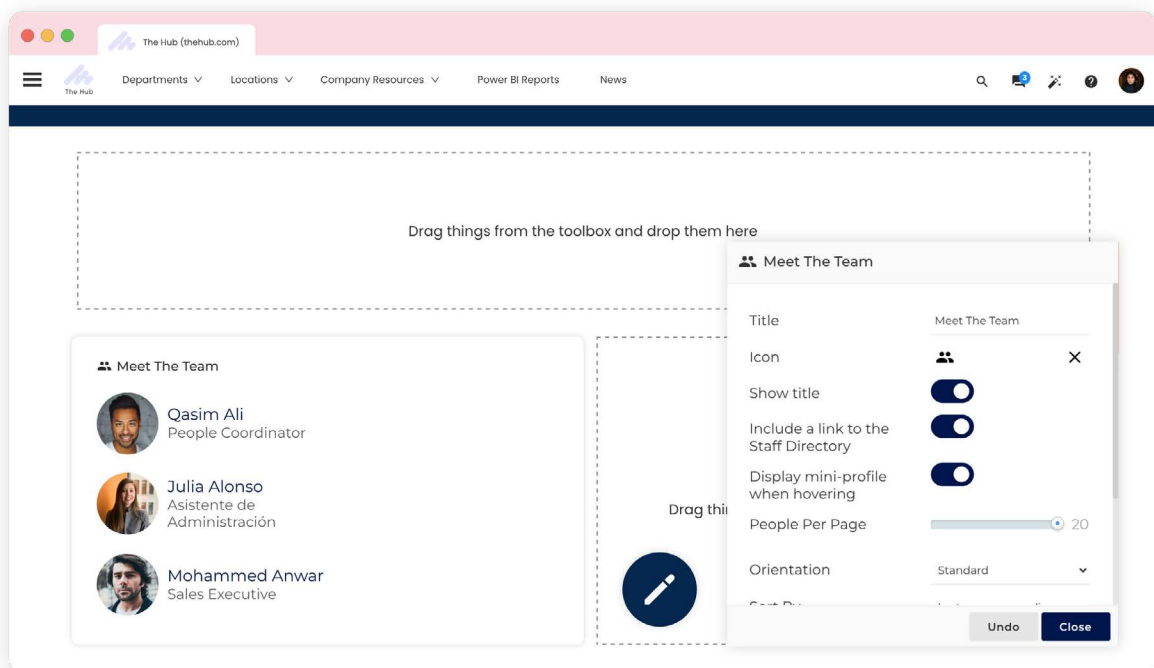 The Hub (thehub.com)
The Hub
Departments
Locations
Company Resources
Power BI Reports
News
3
Drag things from the toolbox and drop them here
Meet The Team
Qasim Ali
People Coordinator
Julia Alonso
Asistente de
Administración
Mohammed Anwar
Sales Executive
Drag
Meet The Team
Title Meet The Team
Icon
Show title
Include a link to the
Staff Directory
Display mini-profile
when hovering
People Per Page 20
Orientation Standard
Undo Close